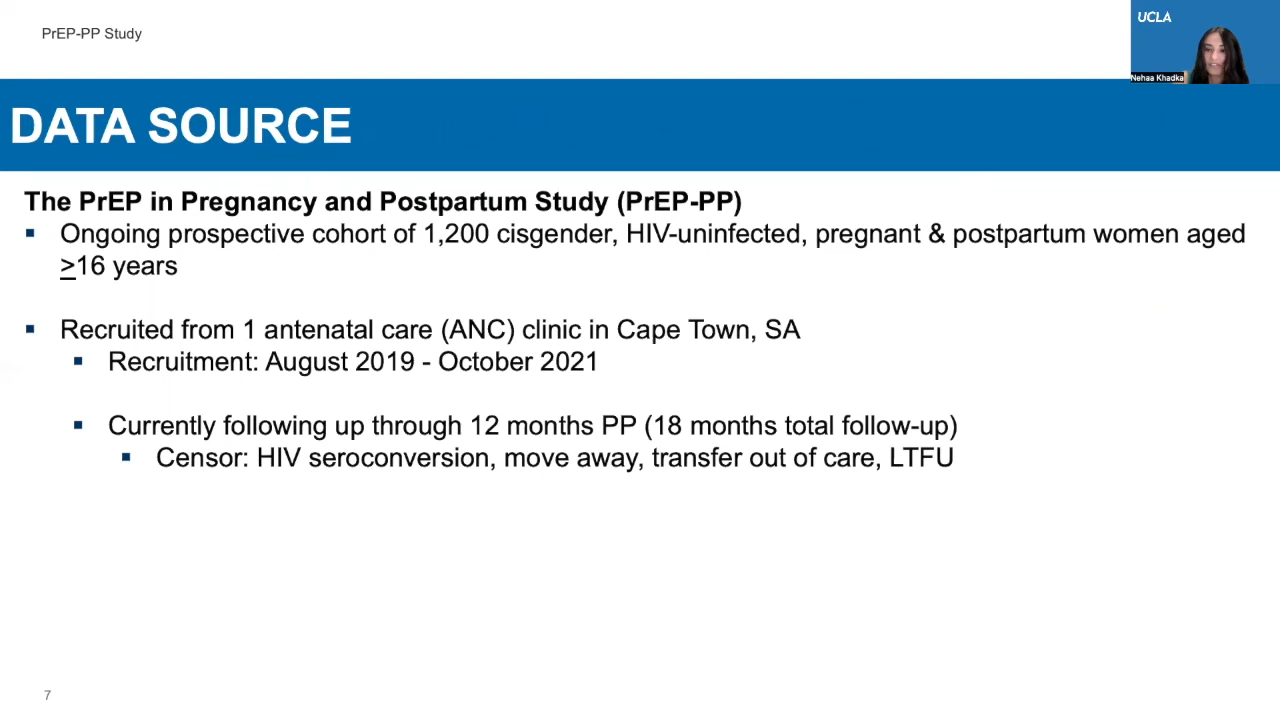 PrEP-PP Study
UCLA
Nehaa Khadka
DATA SOURCE
The PrEP in Pregnancy and Postpartum Study (PrEP-PP)
▪ Ongoing prospective cohort of 1,200 cisgender, HIV-uninfected, pregnant & postpartum women aged
>16 years
▪ Recruited from 1 antenatal care (ANC) clinic in Cape Town, SA
▪ Recruitment: August 2019 - October 2021
▪ Currently following up through 12 months PP (18 months total follow-up)
▪ Censor: HIV seroconversion, move away, transfer out of care, LTFU
7